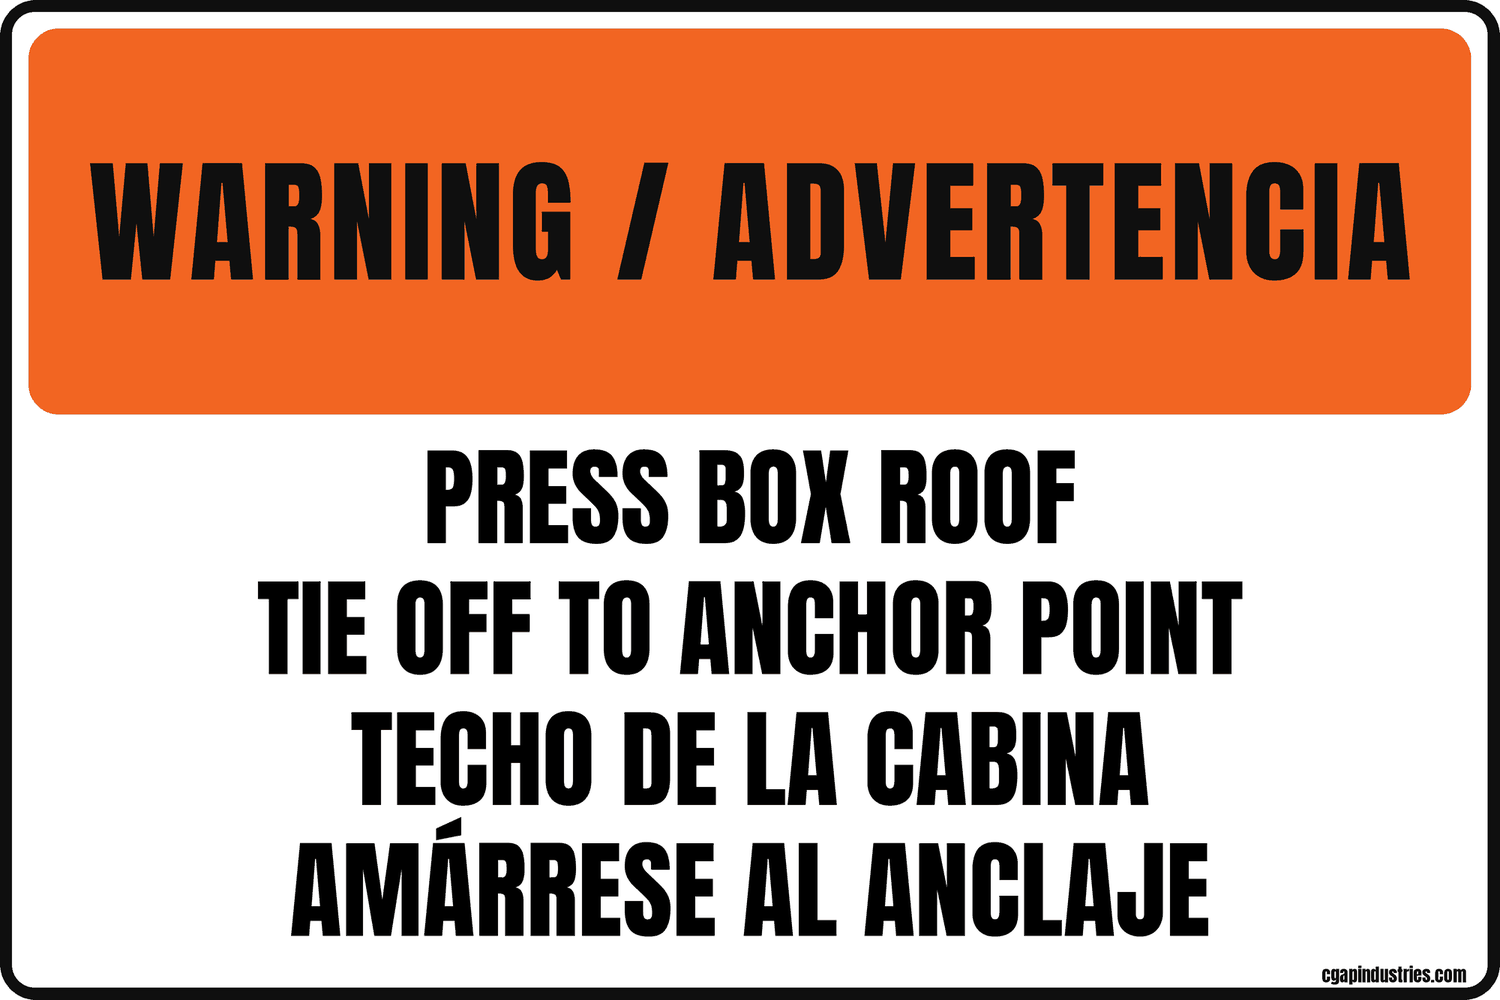 WARNING / ADVERTENCIA
PRESS BOX ROOF
TIE OFF TO ANCHOR POINT
TECHO DE LA CABINA
AMÁRRESE AL ANCLAJE
cgapindustries.com